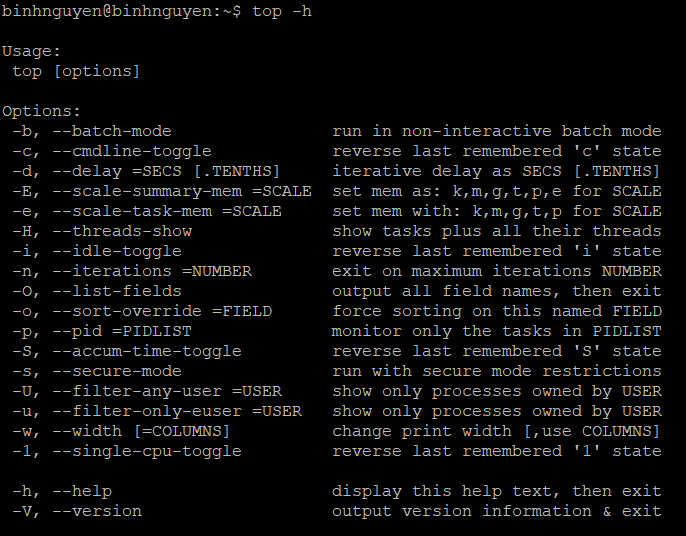 binhnguyen@binhnguyen:~$ top -h

Usage:
 top [options]

Options:
 -b, --batch-mode                run in non-interactive batch mode
 -c, --cmdline-toggle            reverse last remembered 'c' state
 -d, --delay =SECS [.TENTHS]     iterative delay as SECS [.TENTHS]
 -E, --scale-summary-mem =SCALE  set mem as: k,m,g,t,p,e for SCALE
 -e, --scale-task-mem =SCALE     set mem with: k,m,g,t,p for SCALE
 -H, --threads-show              show tasks plus all their threads
 -i, --idle-toggle               reverse last remembered 'i' state
 -n, --iterations =NUMBER        exit on maximum iterations NUMBER
 -O, --list-fields               output all field names, then exit
 -o, --sort-override =FIELD      force sorting on this named FIELD
 -p, --pid =PIDLIST              monitor only the tasks in PIDLIST
 -S, --accum-time-toggle         reverse last remembered 'S' state
 -s, --secure-mode               run with secure mode restrictions
 -U, --filter-any-user =USER     show only processes owned by USER
 -u, --filter-only-euser =USER   show only processes owned by USER
 -w, --width [=COLUMNS]          change print width [,use COLUMNS]
 -1, --single-cpu-toggle         reverse last remembered '1' state

 -h, --help                      display this help text, then exit
 -V, --version                   output version information & exit